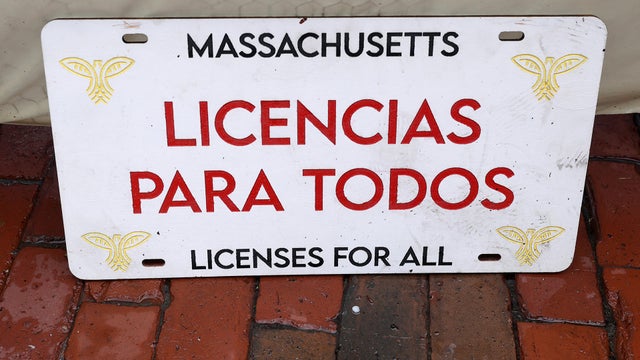 MASSACHUSETTS
LICENCIAS
PARA TODOS
LICENSES FOR ALL